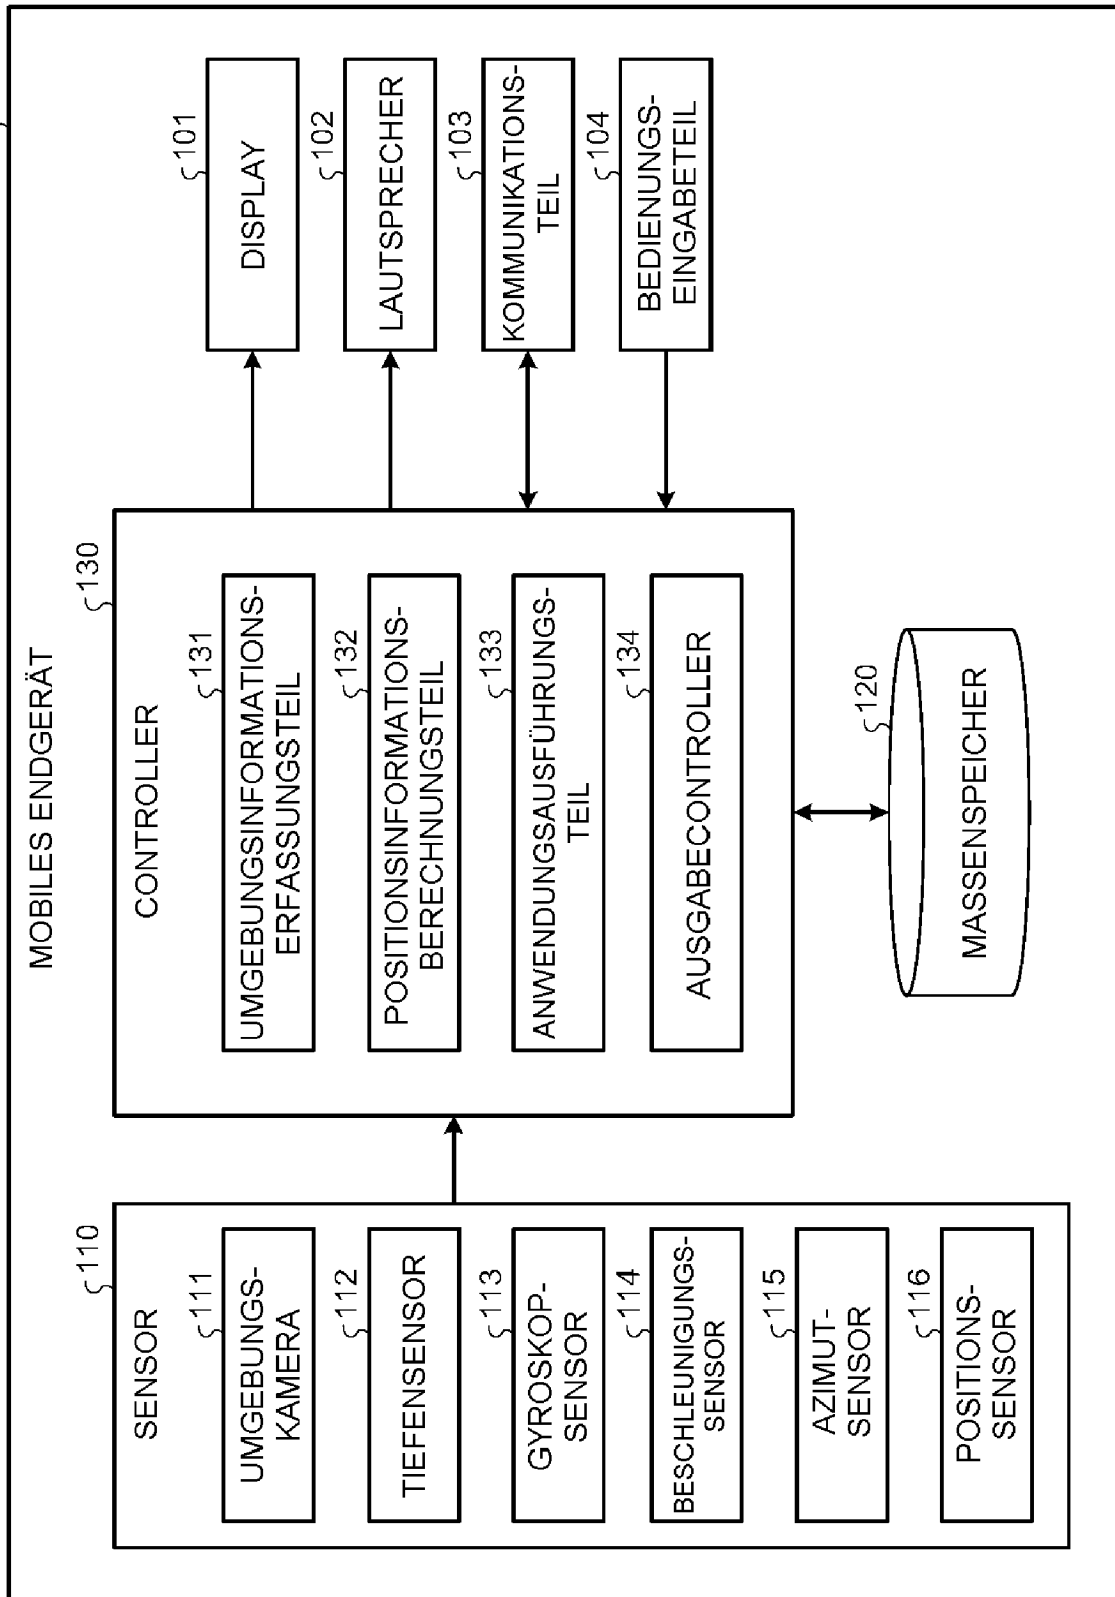 MOBILES ENDGERÄT
SENSOR
110
UMGEBUNGS-
KAMERA
111
TIEFENSENSOR
112
GYROSKOP-
SENSOR
113
BESCHLEUNIGUNGS-
SENSOR
114
AZIMUT-
SENSOR
115
POSITIONS-
SENSOR
116
CONTROLLER
130
UMGEBUNGSINFORMATIONS-
ERFASSUNGSTEIL
131
POSITIONSINFORMATIONS-
BERECHNUNGSTEIL
132
ANWENDUNGSAUSFÜHRUNGS-
TEIL
133
AUSGABECONTROLLER
134
MASSENSPEICHER
120
DISPLAY
101
LAUTSPRECHER
102
KOMMUNIKATIONS-
TEIL
103
BEDIENUNGS-
EINGABETEIL
104